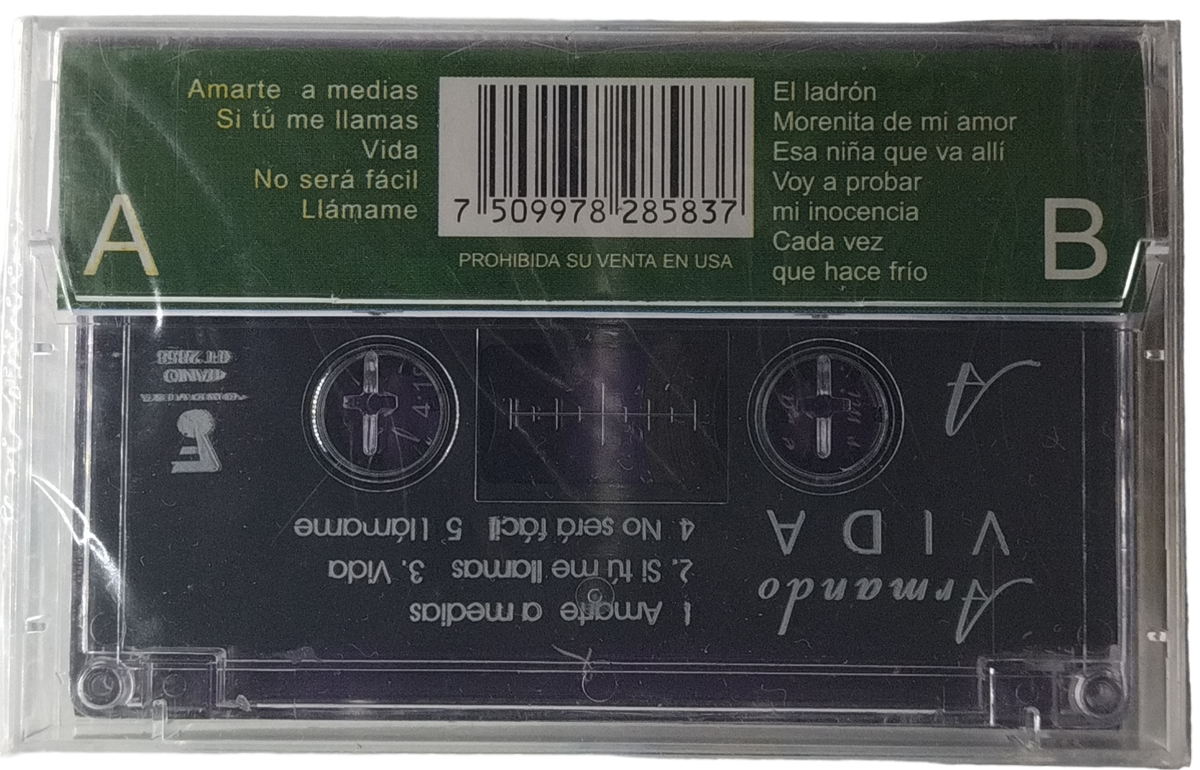 Amarte a medias
Si tú me llamas
Vida
No será fácil
Llámame
A
7 509978 285837
PROHIBIDA SU VENTA EN USA
El ladrón
Morenita de mi amor
Esa niña que va allí
Voy a probar
mi inocencia
Cada vez
que hace frío
B
Armando
VIDA
A
1 Amarte a medias
2. Si tú me llamas 3. Vida
4 No será fácil 5 Llámame